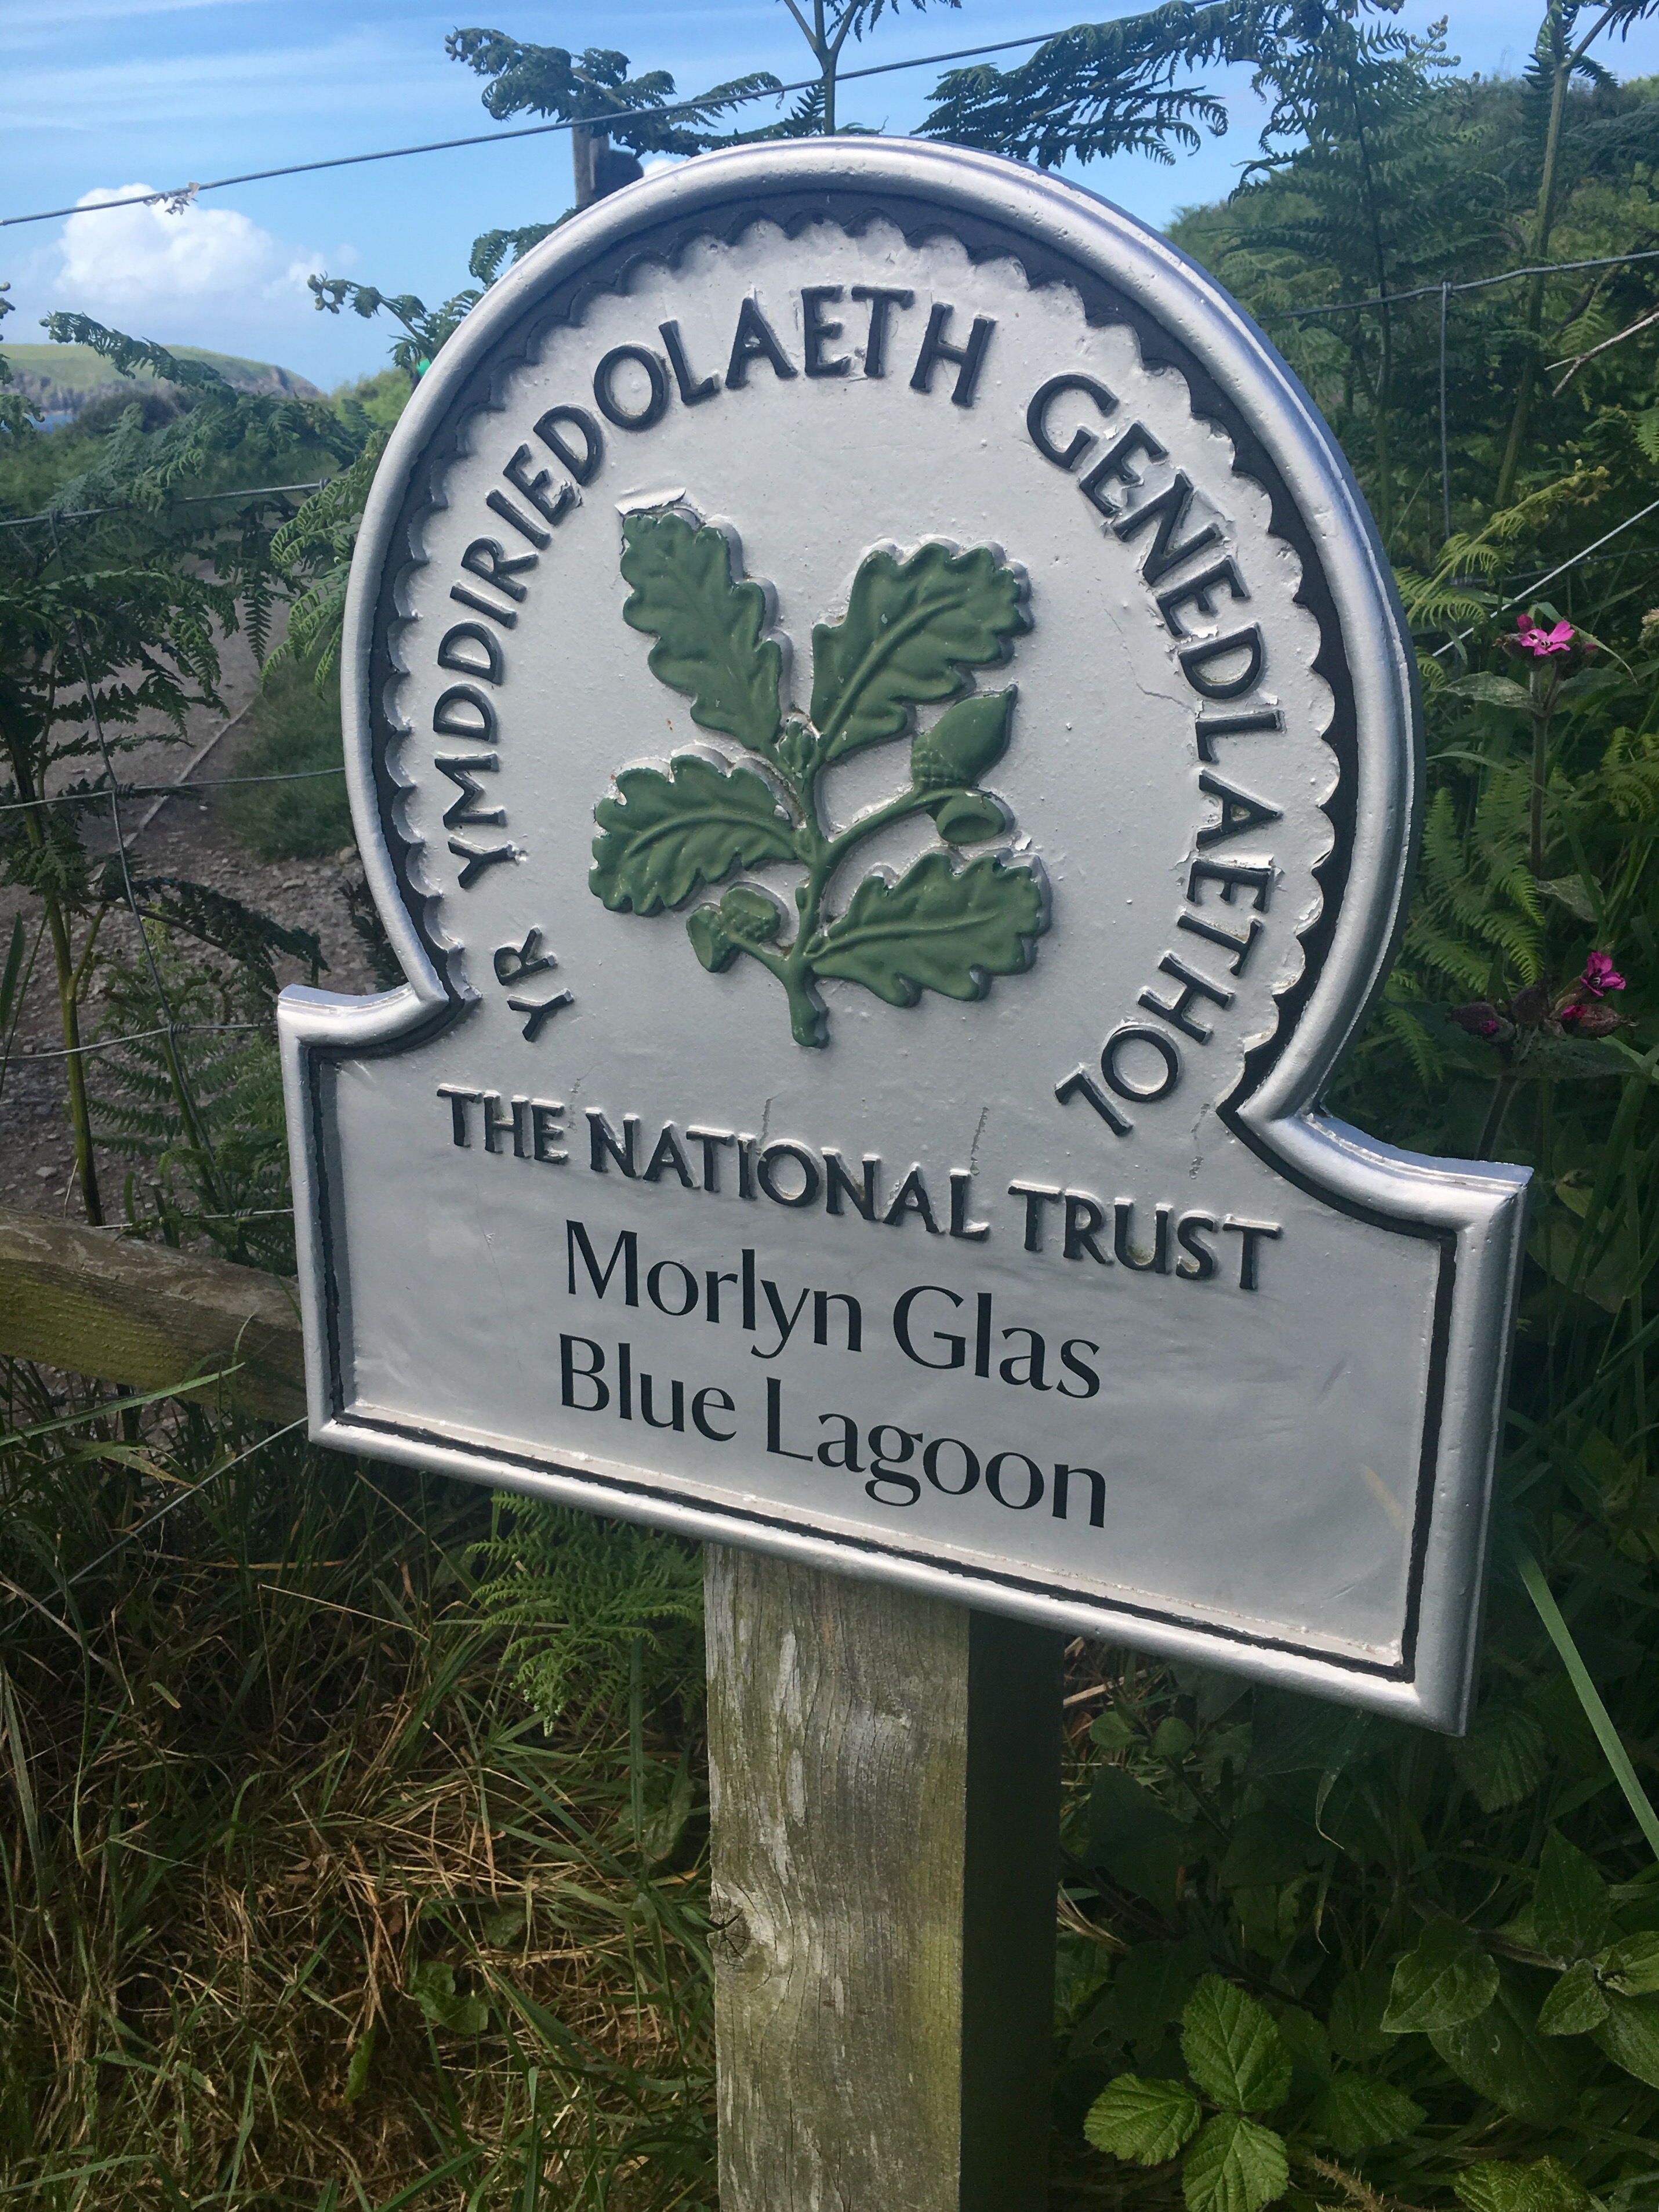 YR YMDDIRIEDOLAETH GENEDLAETHOL
THE NATIONAL TRUST
Morlyn Glas
Blue Lagoon